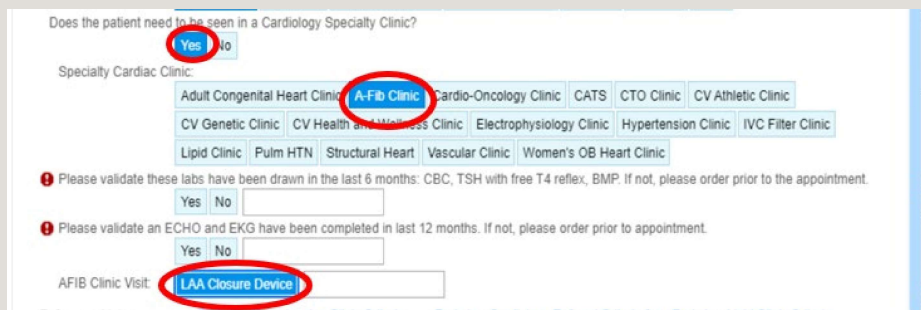 Does the patient need to be seen in a Cardiology Specialty Clinic?
Yes No
Specialty Cardiac Clinic:
Adult Congenital Heart Clinic A-Fib Clinic Cardio-Oncology Clinic CATS CTO Clinic CV Athletic Clinic
CV Genetic Clinic CV Health and Wellness Clinic Electrophysiology Clinic Hypertension Clinic IVC Filter Clinic
Lipid Clinic Pulm HTN Structural Heart Vascular Clinic Women's OB Heart Clinic
Please validate these labs have been drawn in the last 6 months: CBC, TSH with free T4 reflex, BMP. If not, please order prior to the appointment.
Yes No
Please validate an ECHO and EKG have been completed in last 12 months. If not, please order prior to appointment.
Yes No
AFIB Clinic Visit: LAA Closure Device